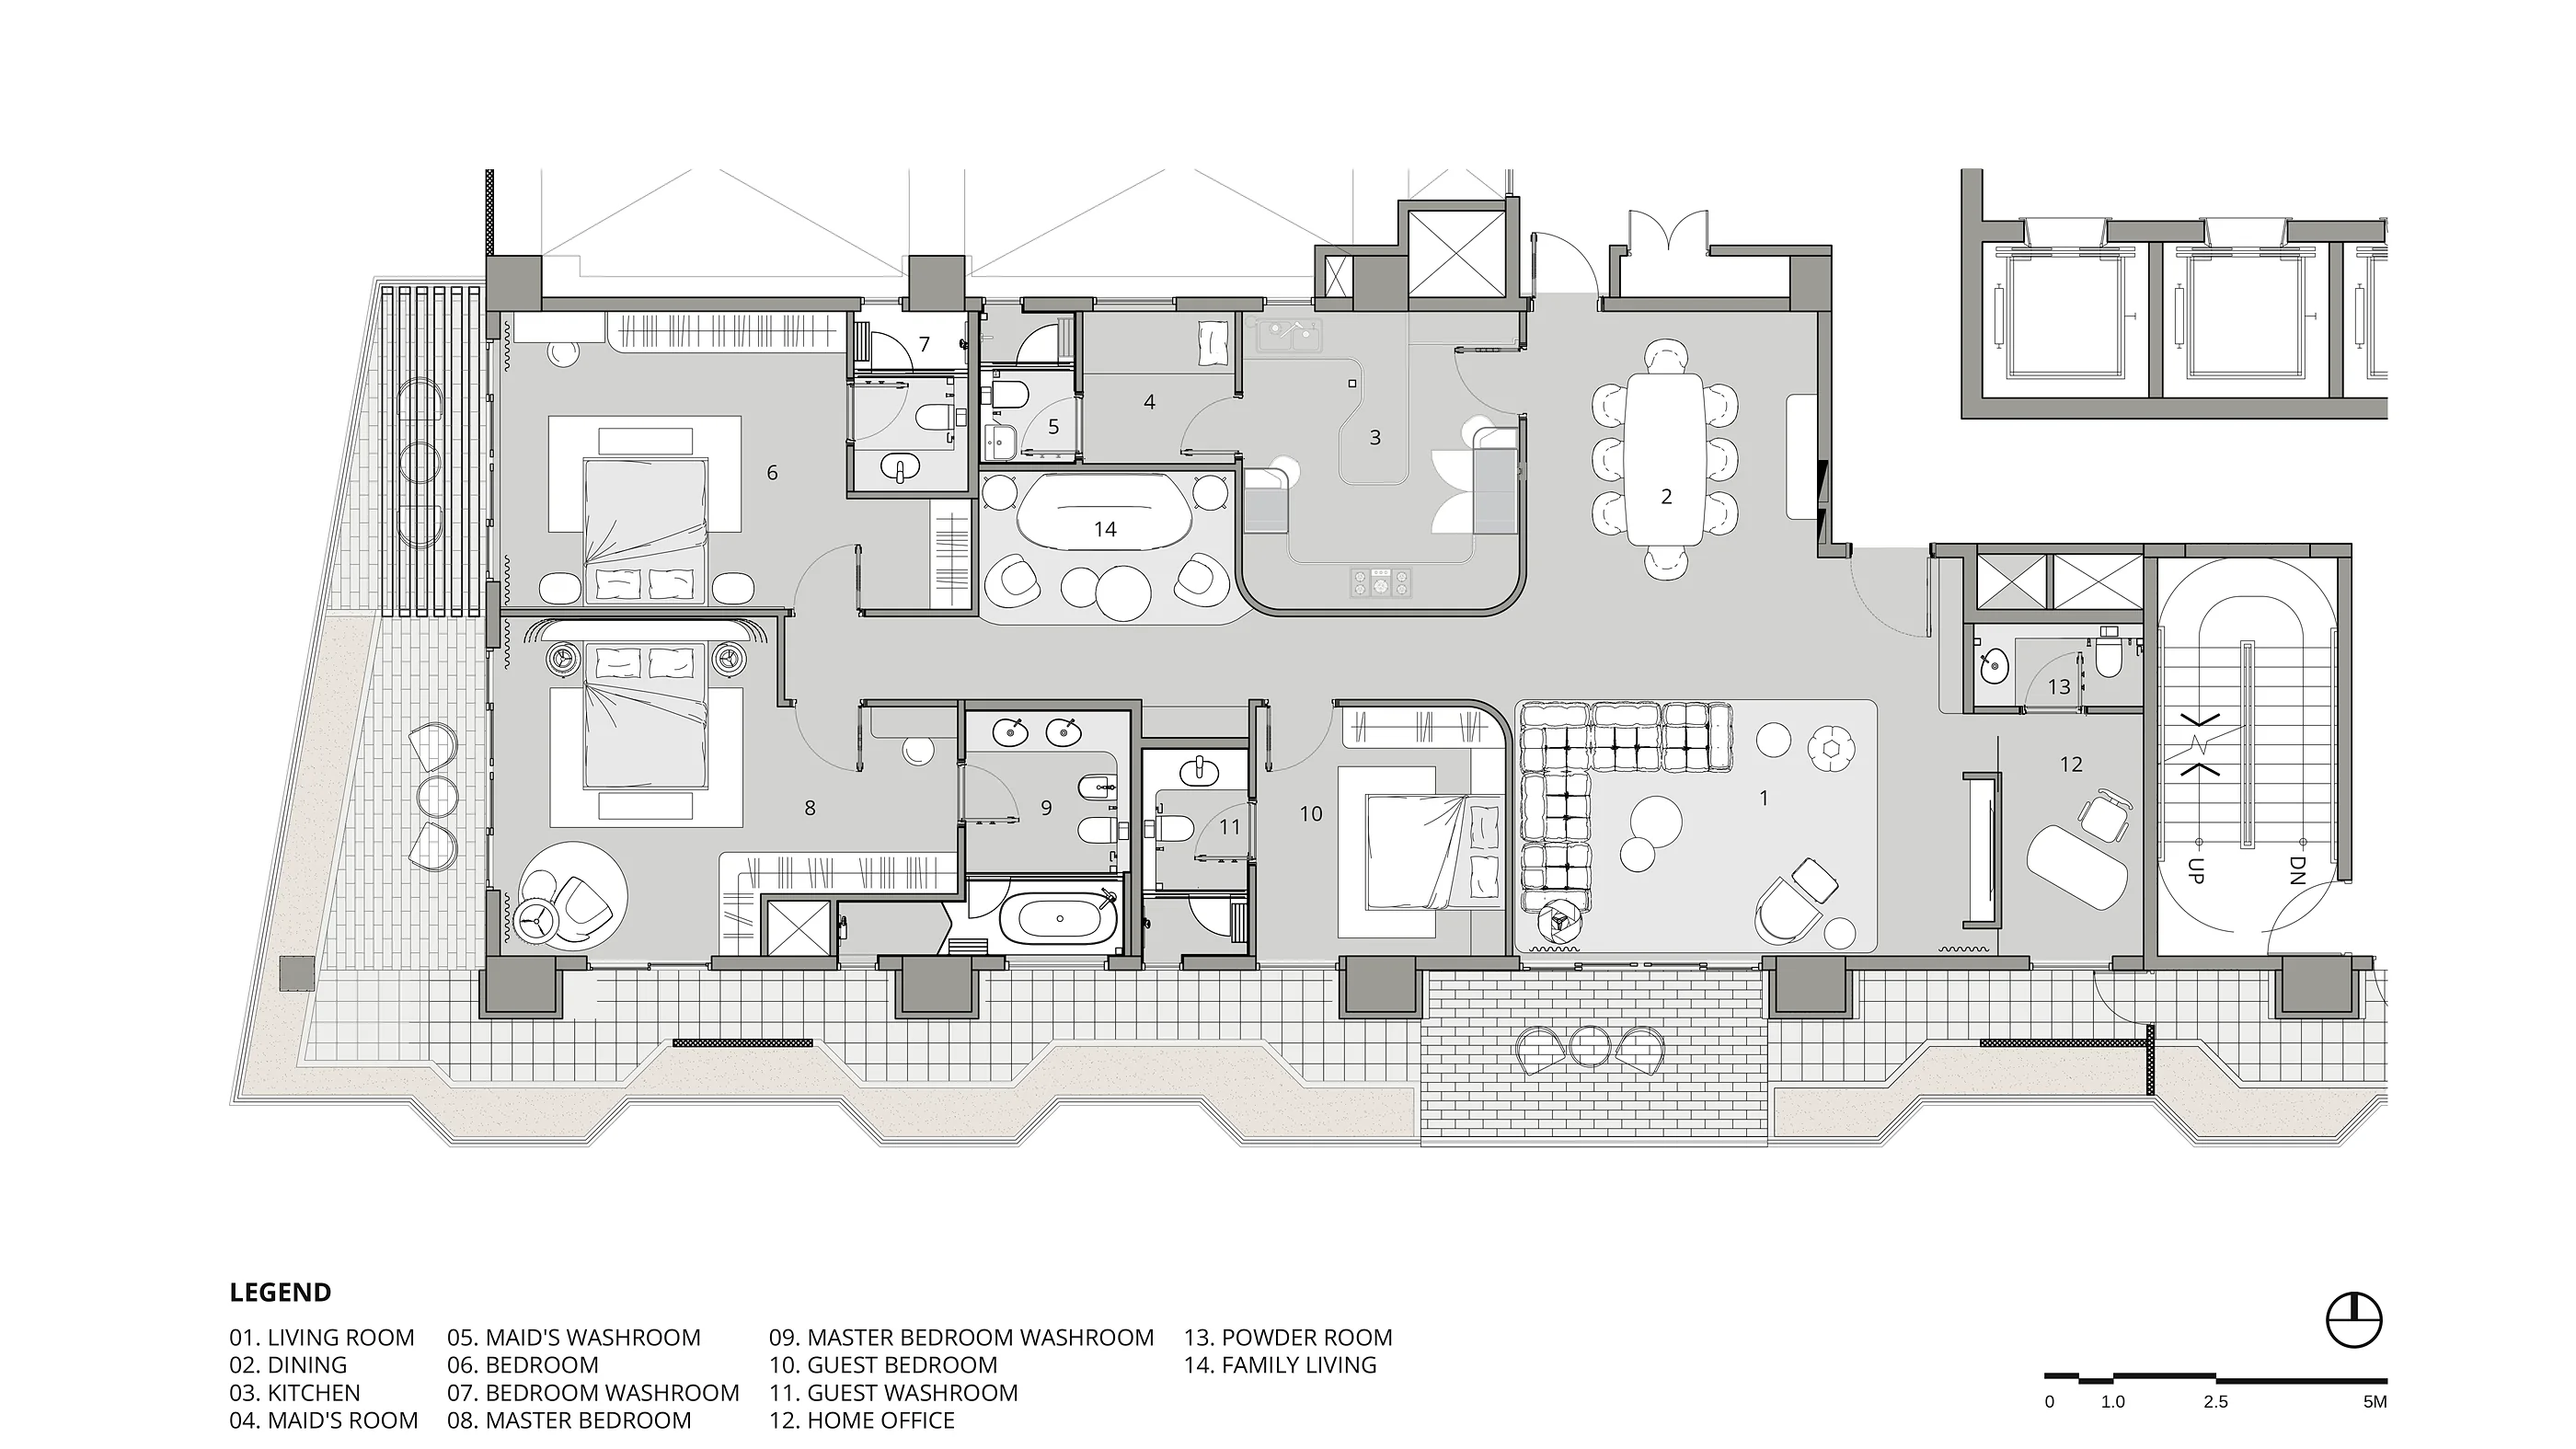 7
5
4
3
6
2
14
13
12
8
9
11
10
1
UP
DN
LEGEND
01. LIVING ROOM
02. DINING
03. KITCHEN
04. MAID'S ROOM
05. MAID'S WASHROOM
06. BEDROOM
07. BEDROOM WASHROOM
08. MASTER BEDROOM
09. MASTER BEDROOM WASHROOM
10. GUEST BEDROOM
11. GUEST WASHROOM
12. HOME OFFICE
13. POWDER ROOM
14. FAMILY LIVING
0 1.0 2.5 5M